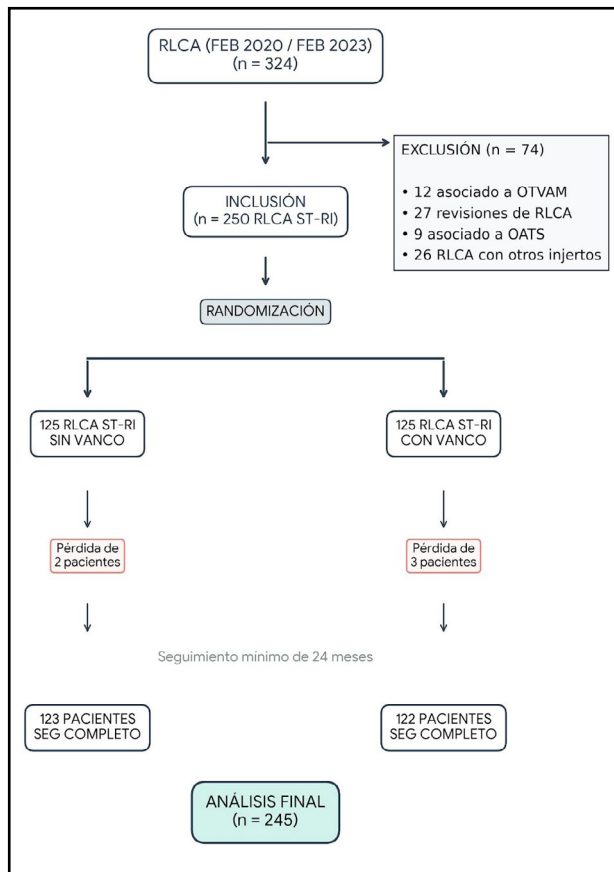 RLCA (FEB 2020 / FEB 2023)
(n = 324)
EXCLUSIÓN (n = 74)
• 12 asociado a OTVAM
• 27 revisiones de RLCA
• 9 asociado a OATS
• 26 RLCA con otros injertos
INCLUSIÓN
(n = 250 RLCA ST-RI)
RANDOMIZACIÓN
125 RLCA ST-RI
SIN VANCO
125 RLCA ST-RI
CON VANCO
Pérdida de
2 pacientes
Pérdida de
3 pacientes
Seguimiento mínimo de 24 meses
123 PACIENTES
SEG COMPLETO
122 PACIENTES
SEG COMPLETO
ANÁLISIS FINAL
(n = 245)